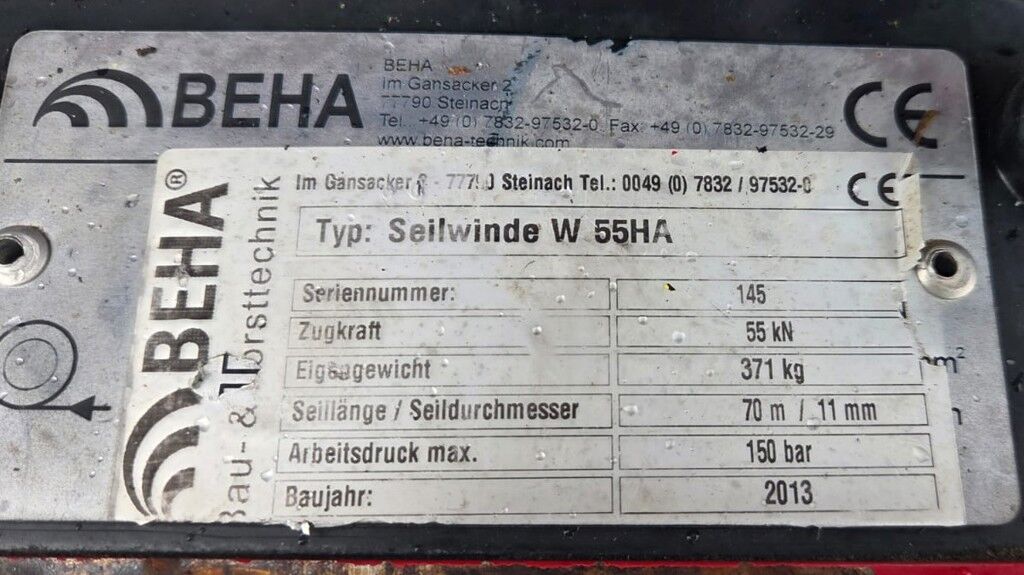 BEHA
BEHA
Im Gansacker 2
77790 Steinach
Tel.: +49 (0) 7832-97532-0 Fax: +49 (0) 7832-97532-29
www.beha-technik.com
CE
BEHA®
Bau- & Forsttechnik
Im Gansacker - Steinach Tel.: 0049 (0) 7832 / 97532-0
CE
Typ: Seilwinde W 55HA
Seriennummer: 145
Zugkraft 55 kN
Eigengewicht 371 kg
Seillänge / Seildurchmesser 70 m / 11 mm
Arbeitsdruck max. 150 bar
Baujahr: 2013
mm²